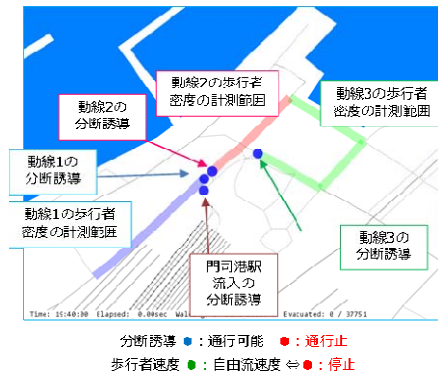 動線2の歩行者
密度の計測範囲
動線3の歩行者
密度の計測範囲
動線2の
分断誘導
動線1の
分断誘導
動線1の歩行者
密度の計測範囲
動線3の
分断誘導
門司港駅
流入の
分断誘導
Time: 15:40:00 Elapsed: 0.00sec
Evacuated: 0 / 37751
分断誘導 ●：通行可能 ●：通行止
歩行者速度 ●：自由流速度 ⇔ ●：停止